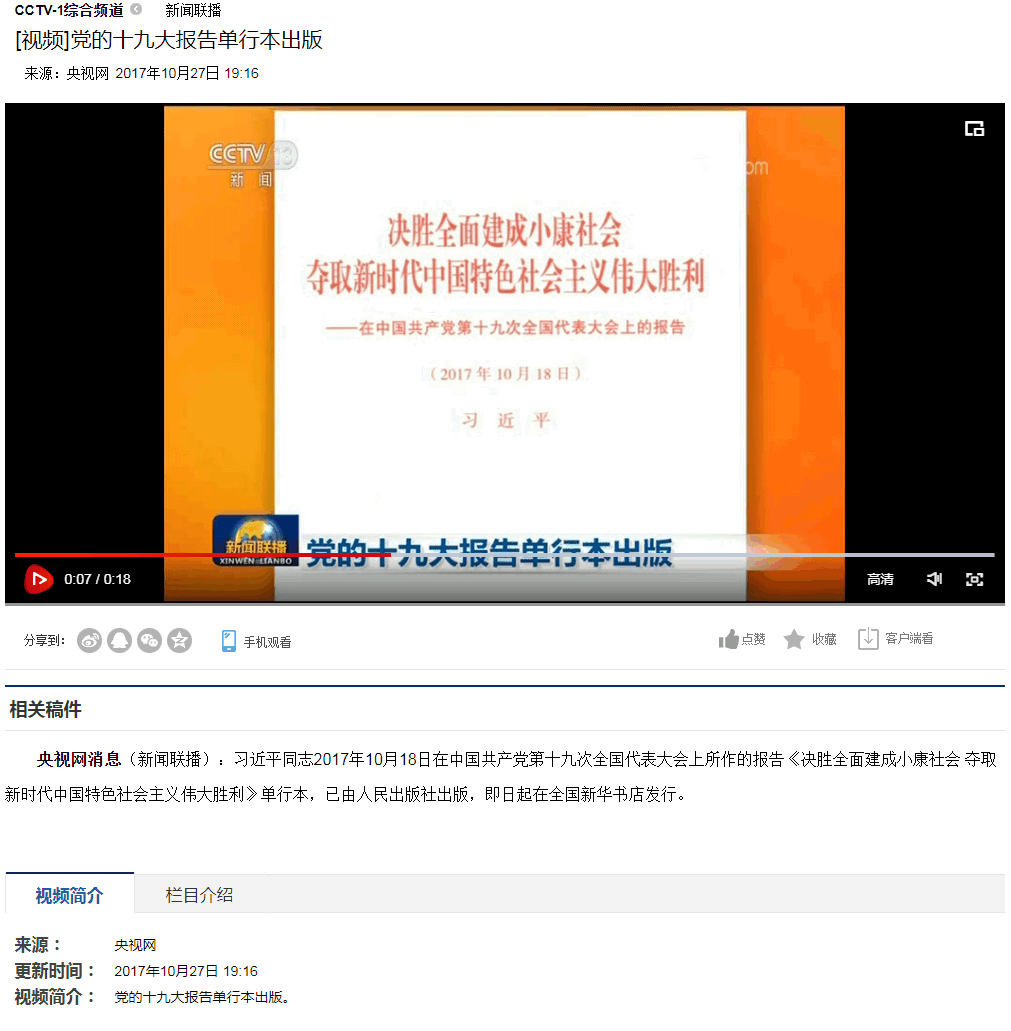 CCTV-1综合频道 新闻联播
[视频]党的十九大报告单行本出版
来源：央视网 2017年10月27日 19:16
CCTV 13
新闻
om
决胜全面建成小康社会
夺取新时代中国特色社会主义伟大胜利
——在中国共产党第十九次全国代表大会上的报告
（2017年10月18日）
习近平
新闻联播
XINWEN LIANBO
党的十九大报告单行本出版
0:07 / 0:18 高清
分享到： 手机观看 点赞 收藏 客户端看
相关稿件
央视网消息（新闻联播）：习近平同志2017年10月18日在中国共产党第十九次全国代表大会上所作的报告《决胜全面建成小康社会 夺取
新时代中国特色社会主义伟大胜利》单行本，已由人民出版社出版，即日起在全国新华书店发行。
视频简介 栏目介绍
来源： 央视网
更新时间： 2017年10月27日 19:16
视频简介： 党的十九大报告单行本出版。